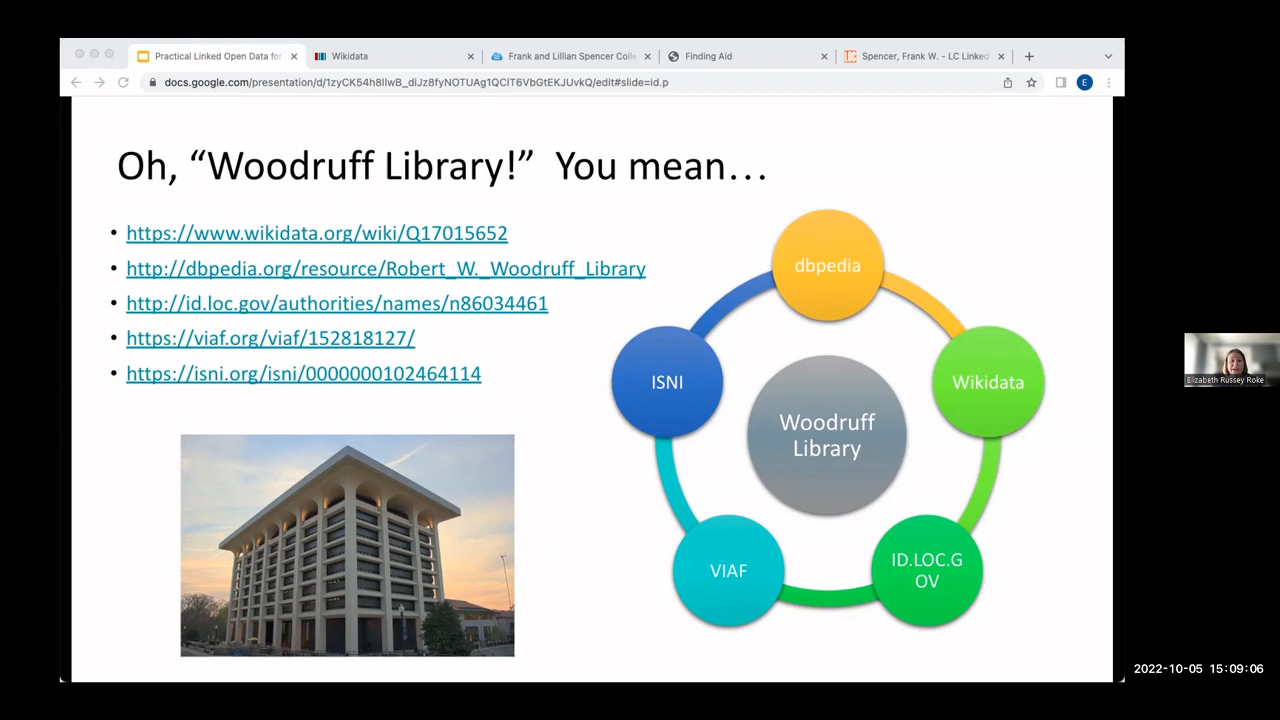 Practical Linked Open Data for
Wikidata
Frank and Lillian Spencer Colle
Finding Aid
Spencer, Frank W. - LC Linked
docs.google.com/presentation/d/1zyCK54h8IlwB_diJz8fyNOTUAg1QCIT6VbGtEKJUvkQ/edit#slide=id.p
E
Oh, “Woodruff Library!” You mean…
• https://www.wikidata.org/wiki/Q17015652
• http://dbpedia.org/resource/Robert_W._Woodruff_Library
• http://id.loc.gov/authorities/names/n86034461
• https://viaf.org/viaf/152818127/
• https://isni.org/isni/0000000102464114
dbpedia
ISNI
Wikidata
Woodruff
Library
VIAF
ID.LOC.G
OV
Elizabeth Russey Roke
2022-10-05 15:09:06